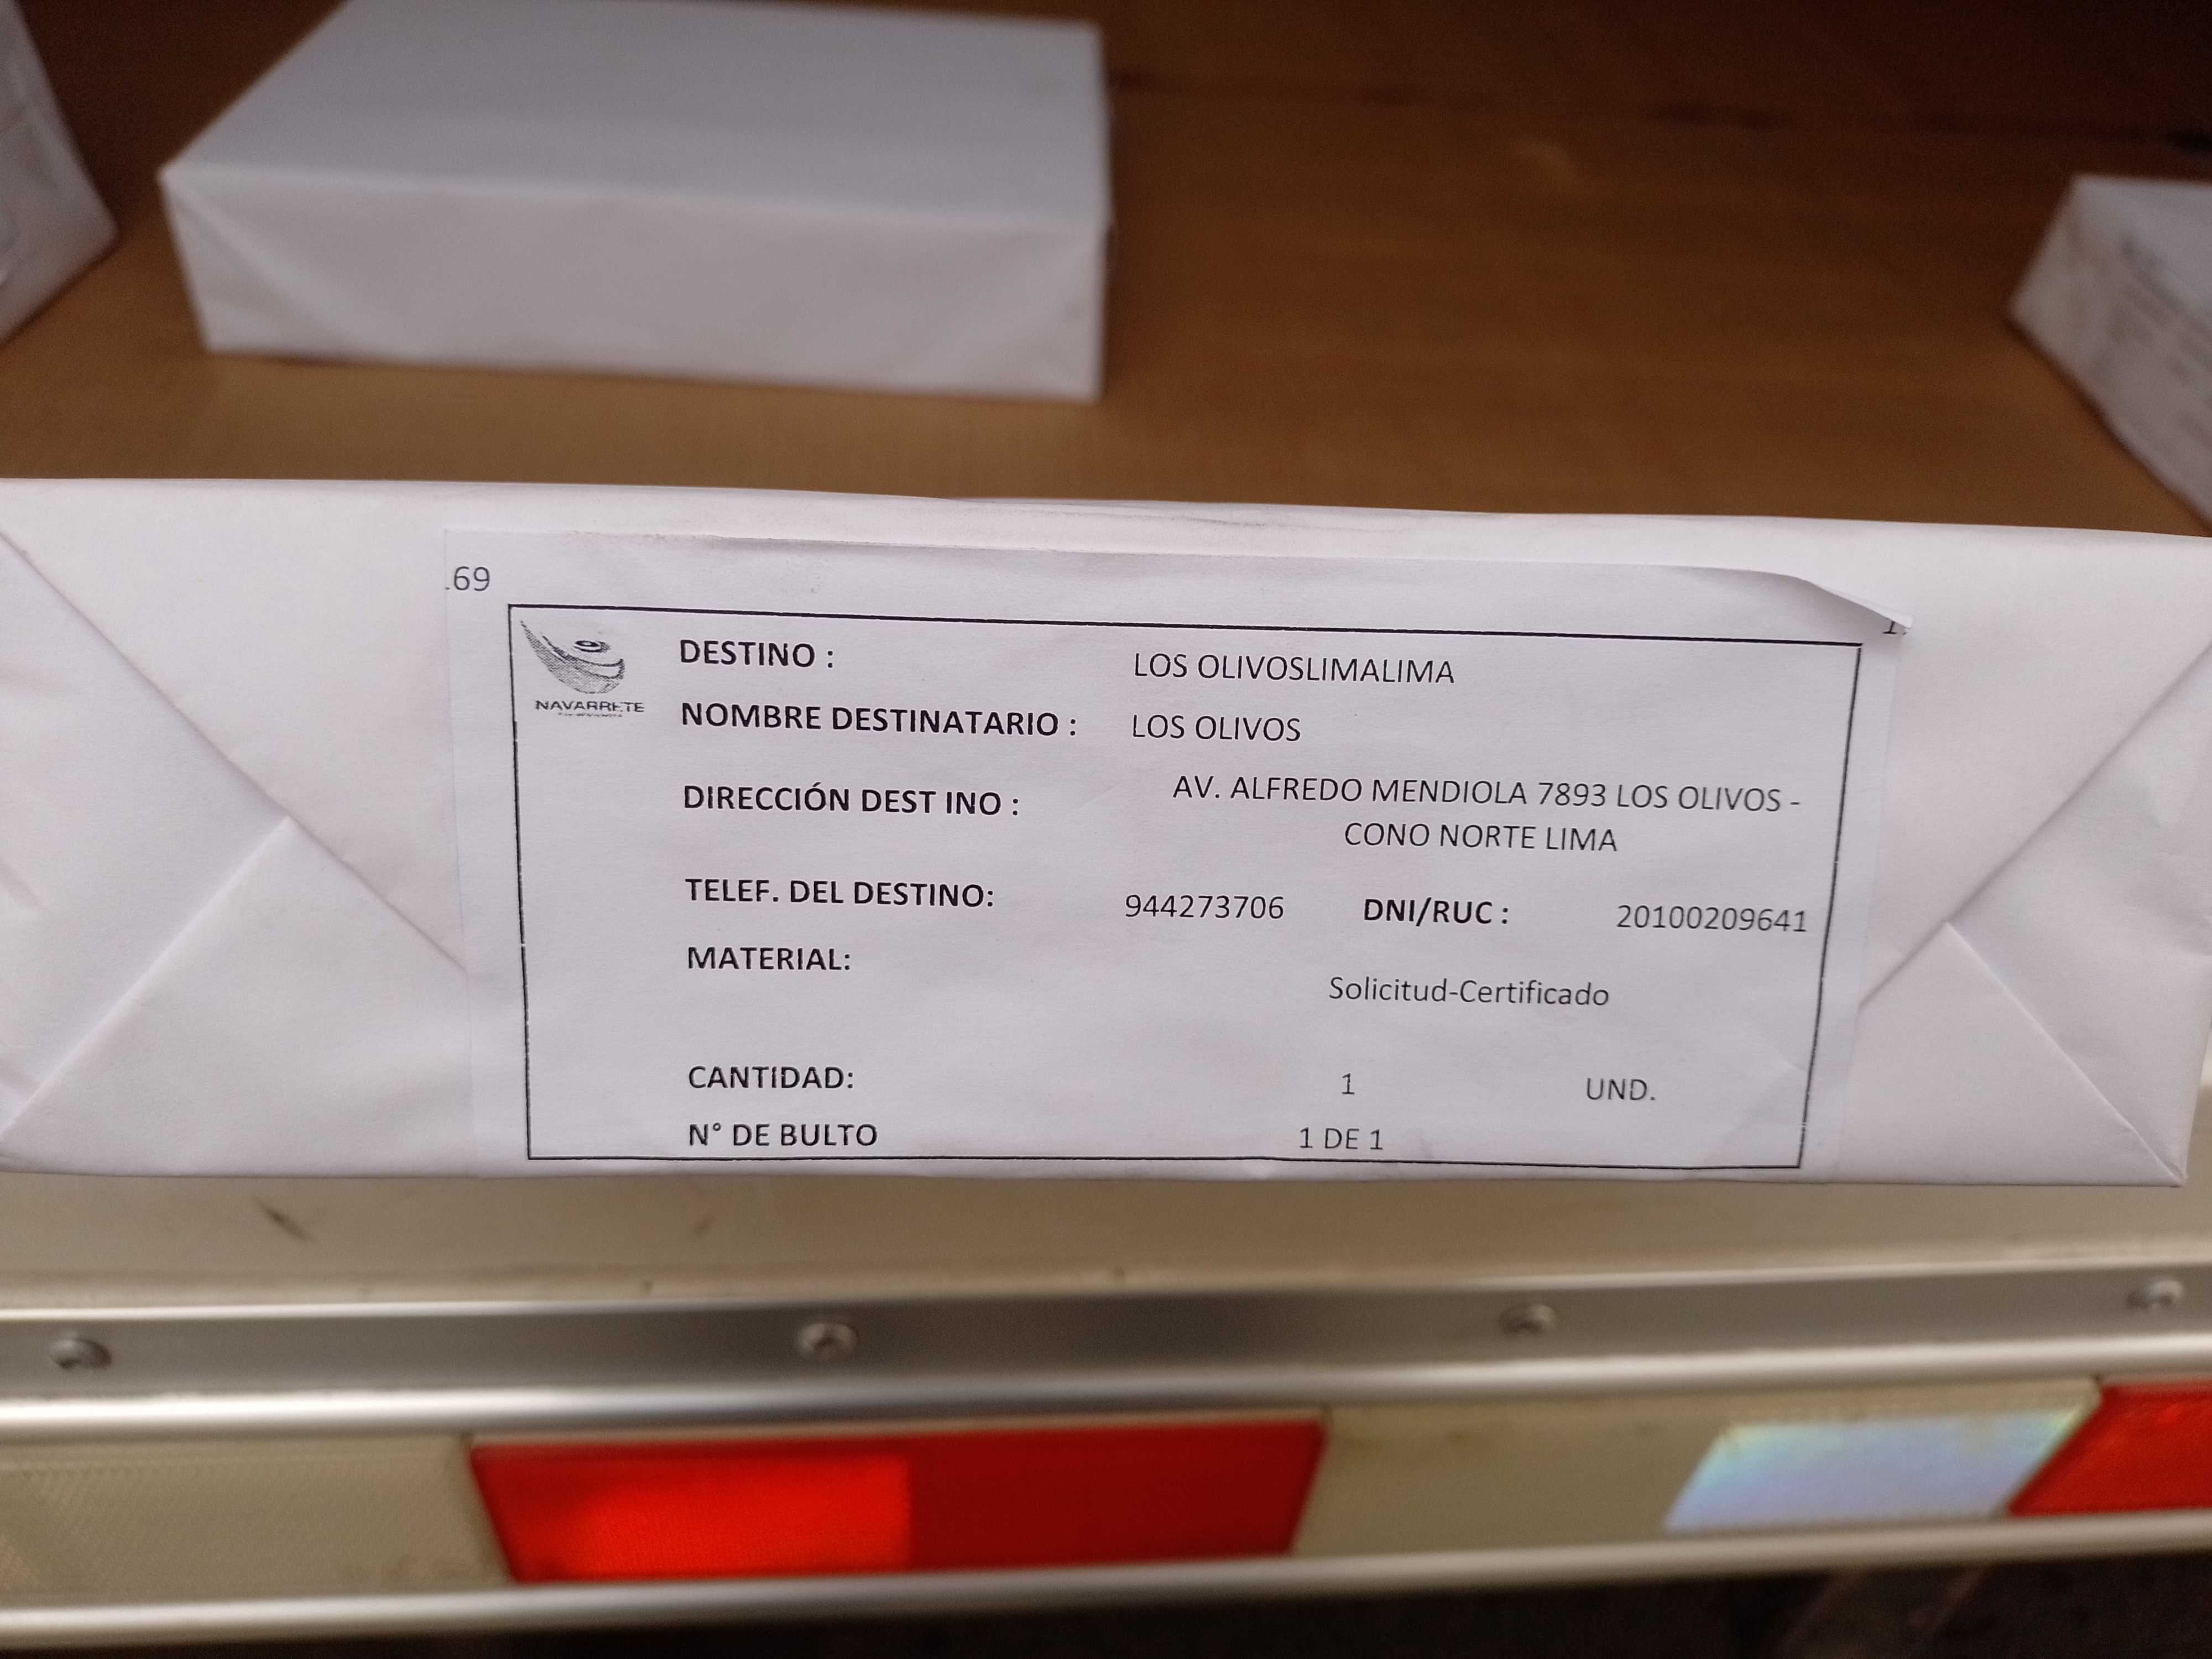 .69
1.
NAVARRETE
DESTINO : LOS OLIVOSLIMALIMA
NOMBRE DESTINATARIO : LOS OLIVOS
DIRECCIÓN DEST INO : AV. ALFREDO MENDIOLA 7893 LOS OLIVOS -
CONO NORTE LIMA
TELEF. DEL DESTINO: 944273706 DNI/RUC : 20100209641
MATERIAL:
Solicitud-Certificado
CANTIDAD: 1 UND.
N° DE BULTO 1 DE 1